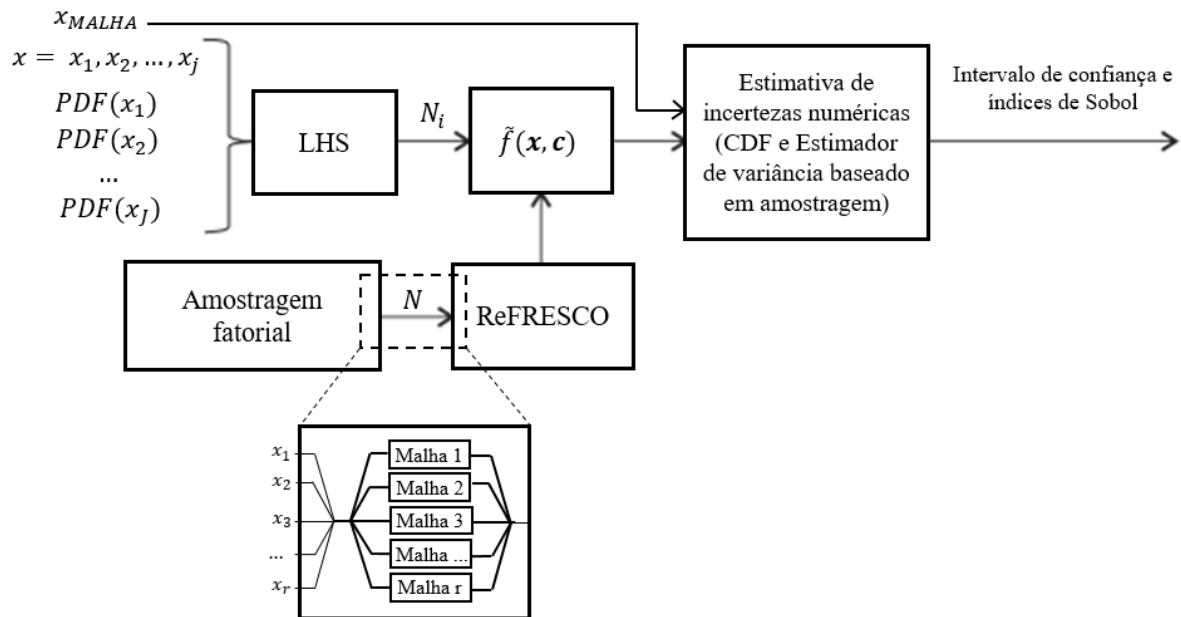 x_MALHA
x = x_1, x_2, ..., x_j
PDF(x_1)
PDF(x_2)
...
PDF(x_J)
LHS
N_i
f̃(x, c)
Estimativa de
incertezas numéricas
(CDF e Estimador
de variância baseado
em amostragem)
Intervalo de confiança e
índices de Sobol
Amostragem
fatorial
N
ReFRESCO
x_1
x_2
x_3
...
x_r
Malha 1
Malha 2
Malha 3
Malha ...
Malha r